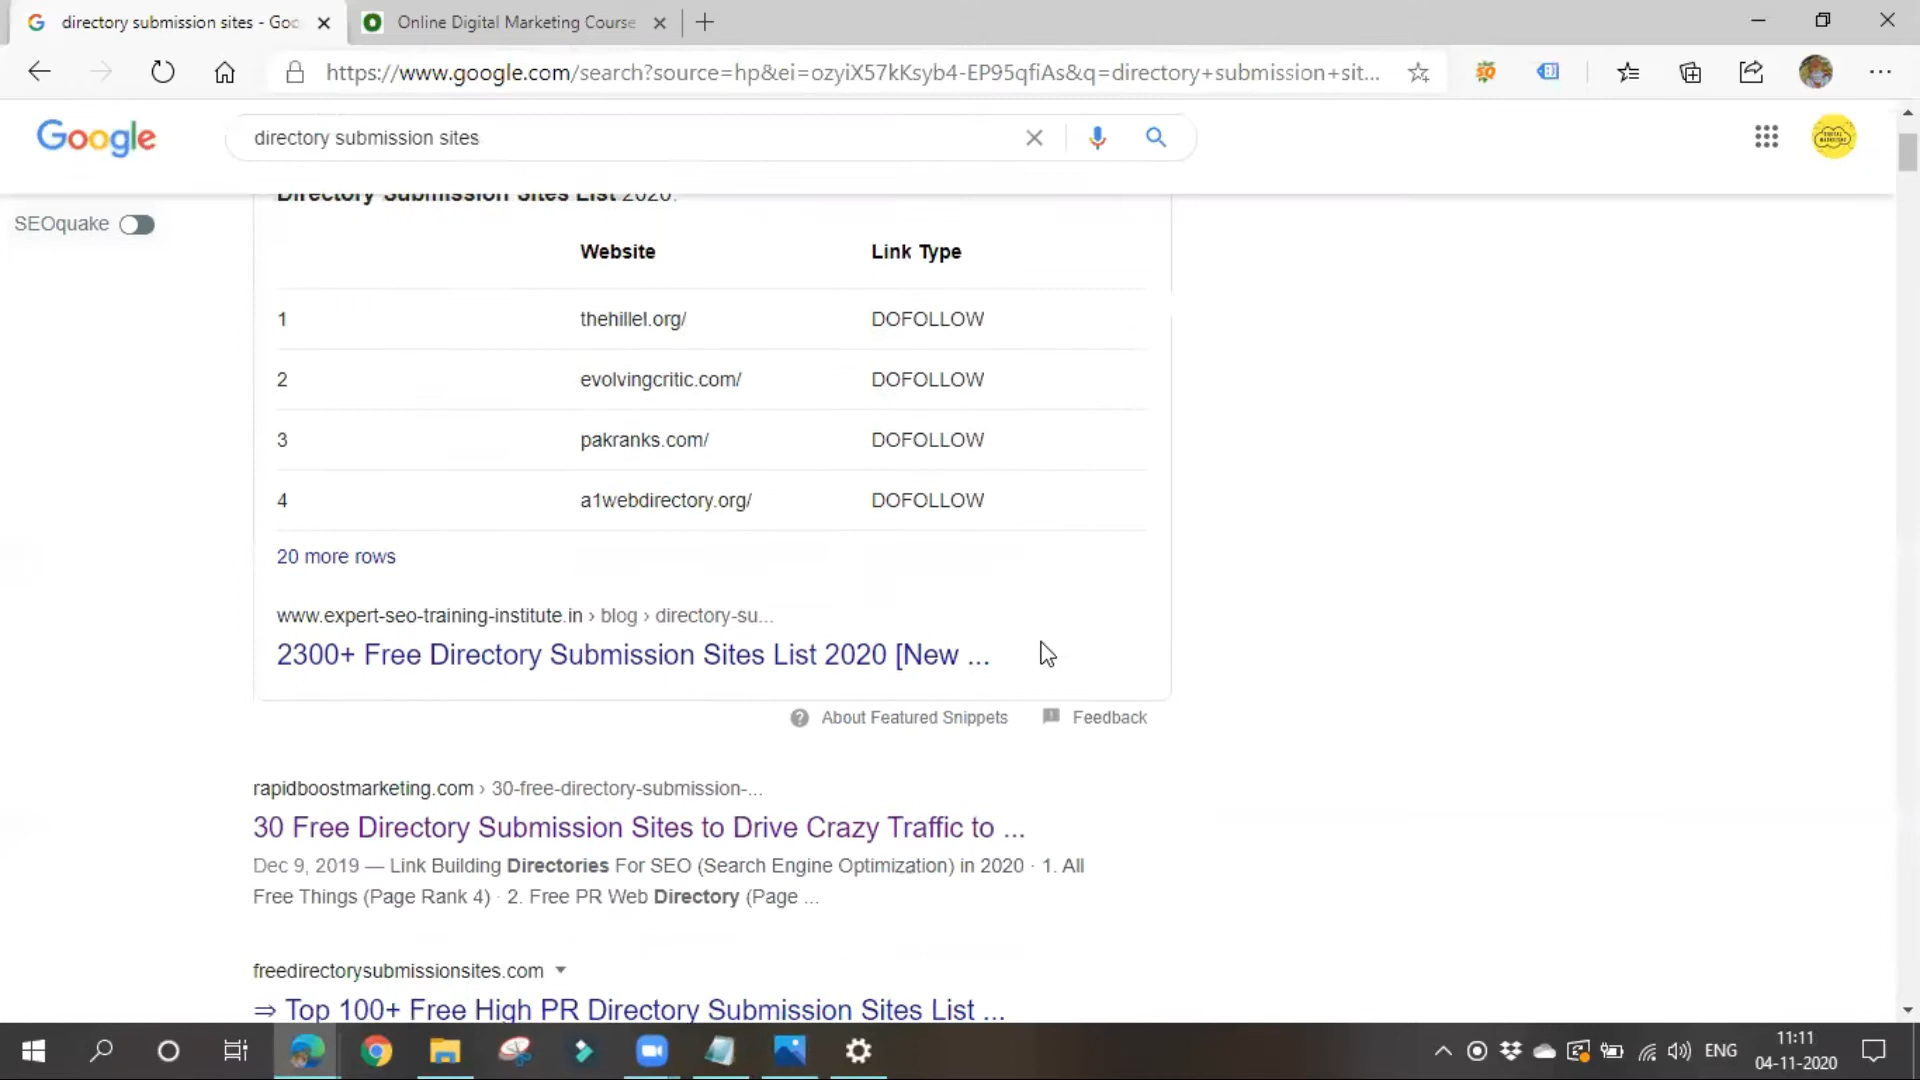 directory submission sites - Goo
Online Digital Marketing Course
https://www.google.com/search?source=hp&ei=ozyiX57kKsyb4-EP95qfiAs&q=directory+submission+sit...
Google
directory submission sites
SEOquake
Directory Submission Sites List 2020.
Website Link Type
1 thehillel.org/ DOFOLLOW
2 evolvingcritic.com/ DOFOLLOW
3 pakranks.com/ DOFOLLOW
4 a1webdirectory.org/ DOFOLLOW
20 more rows
www.expert-seo-training-institute.in › blog › directory-su...
2300+ Free Directory Submission Sites List 2020 [New ...
About Featured Snippets Feedback
rapidboostmarketing.com › 30-free-directory-submission-...
30 Free Directory Submission Sites to Drive Crazy Traffic to ...
Dec 9, 2019 — Link Building Directories For SEO (Search Engine Optimization) in 2020 · 1. All
Free Things (Page Rank 4) · 2. Free PR Web Directory (Page ...
freedirectorysubmissionsites.com
⇒ Top 100+ Free High PR Directory Submission Sites List ...
ENG
11:11
04-11-2020